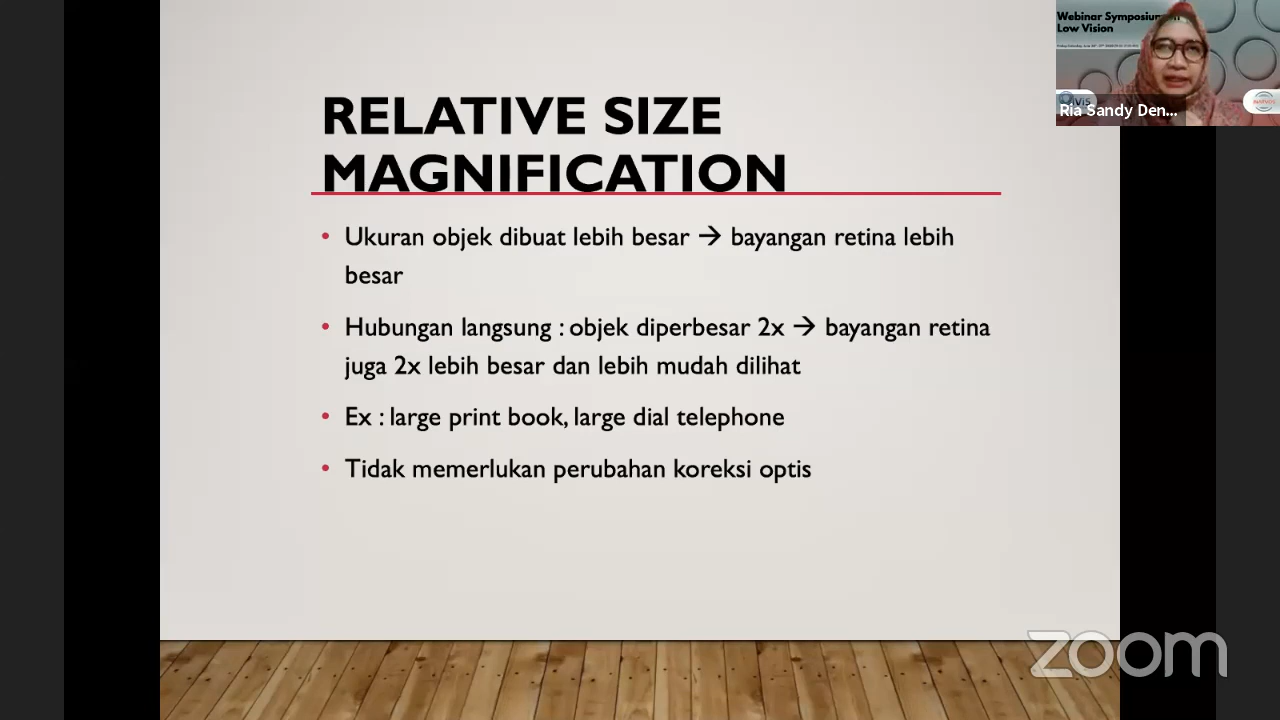 RELATIVE SIZE
MAGNIFICATION
• Ukuran objek dibuat lebih besar → bayangan retina lebih
besar
• Hubungan langsung : objek diperbesar 2x → bayangan retina
juga 2x lebih besar dan lebih mudah dilihat
• Ex : large print book, large dial telephone
• Tidak memerlukan perubahan koreksi optis
Webinar Symposium
Low Vision
Ria Sandy Den...
zoom